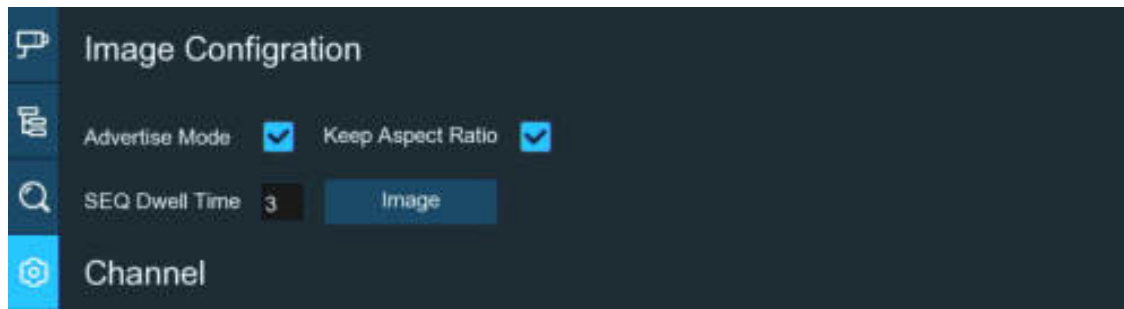 Image Configration
Advertise Mode Keep Aspect Ratio
SEQ Dwell Time 3 Image
Channel